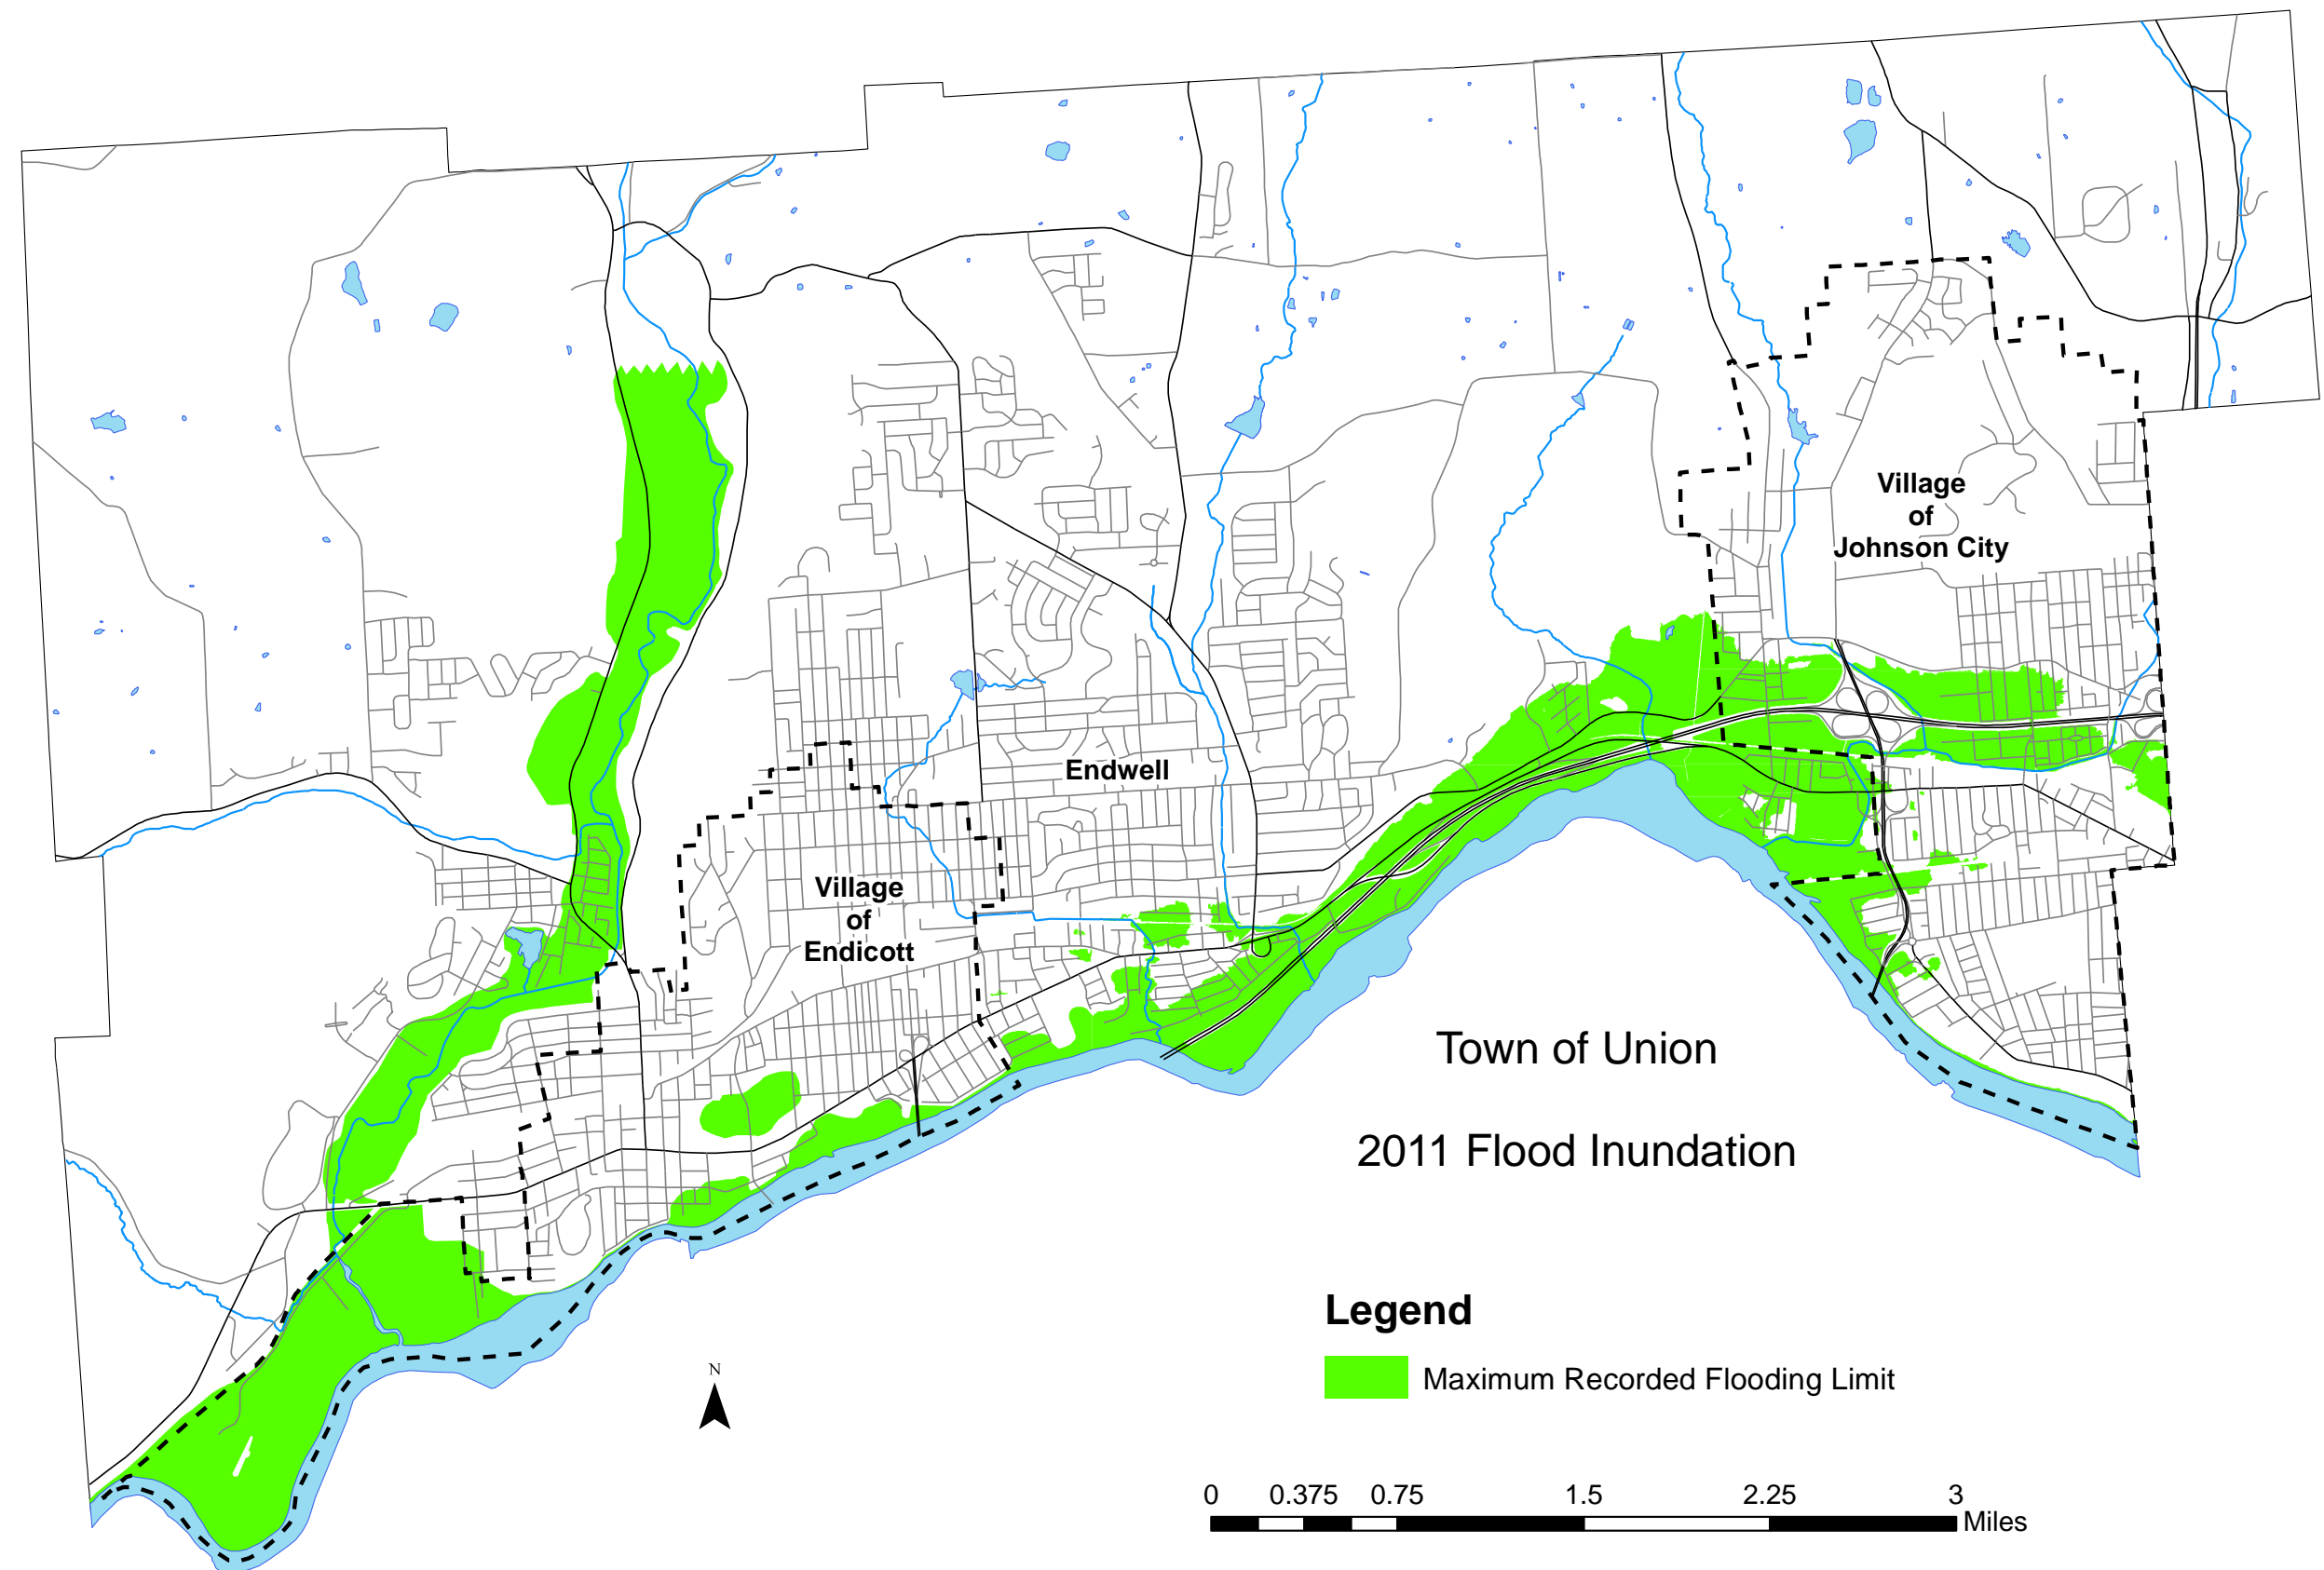 Village
of
Johnson City
Endwell
Village
of
Endicott
Town of Union
2011 Flood Inundation
Legend
Maximum Recorded Flooding Limit
N
0 0.375 0.75 1.5 2.25 3
Miles